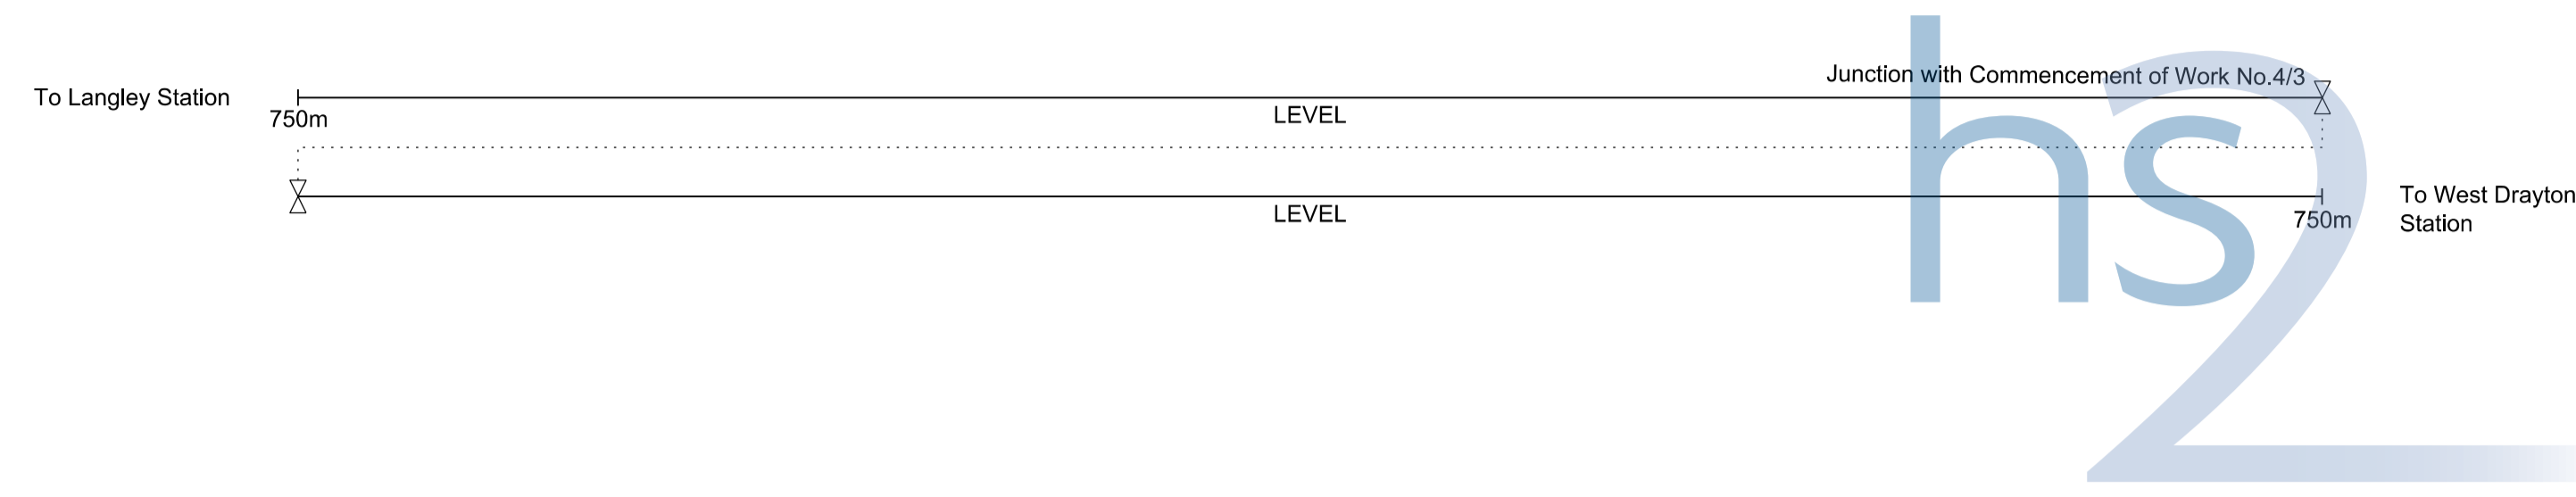 Junction with Commencement of Work No.4/3
To Langley Station
750m
LEVEL
To West Drayton
Station
LEVEL
750m
hs2